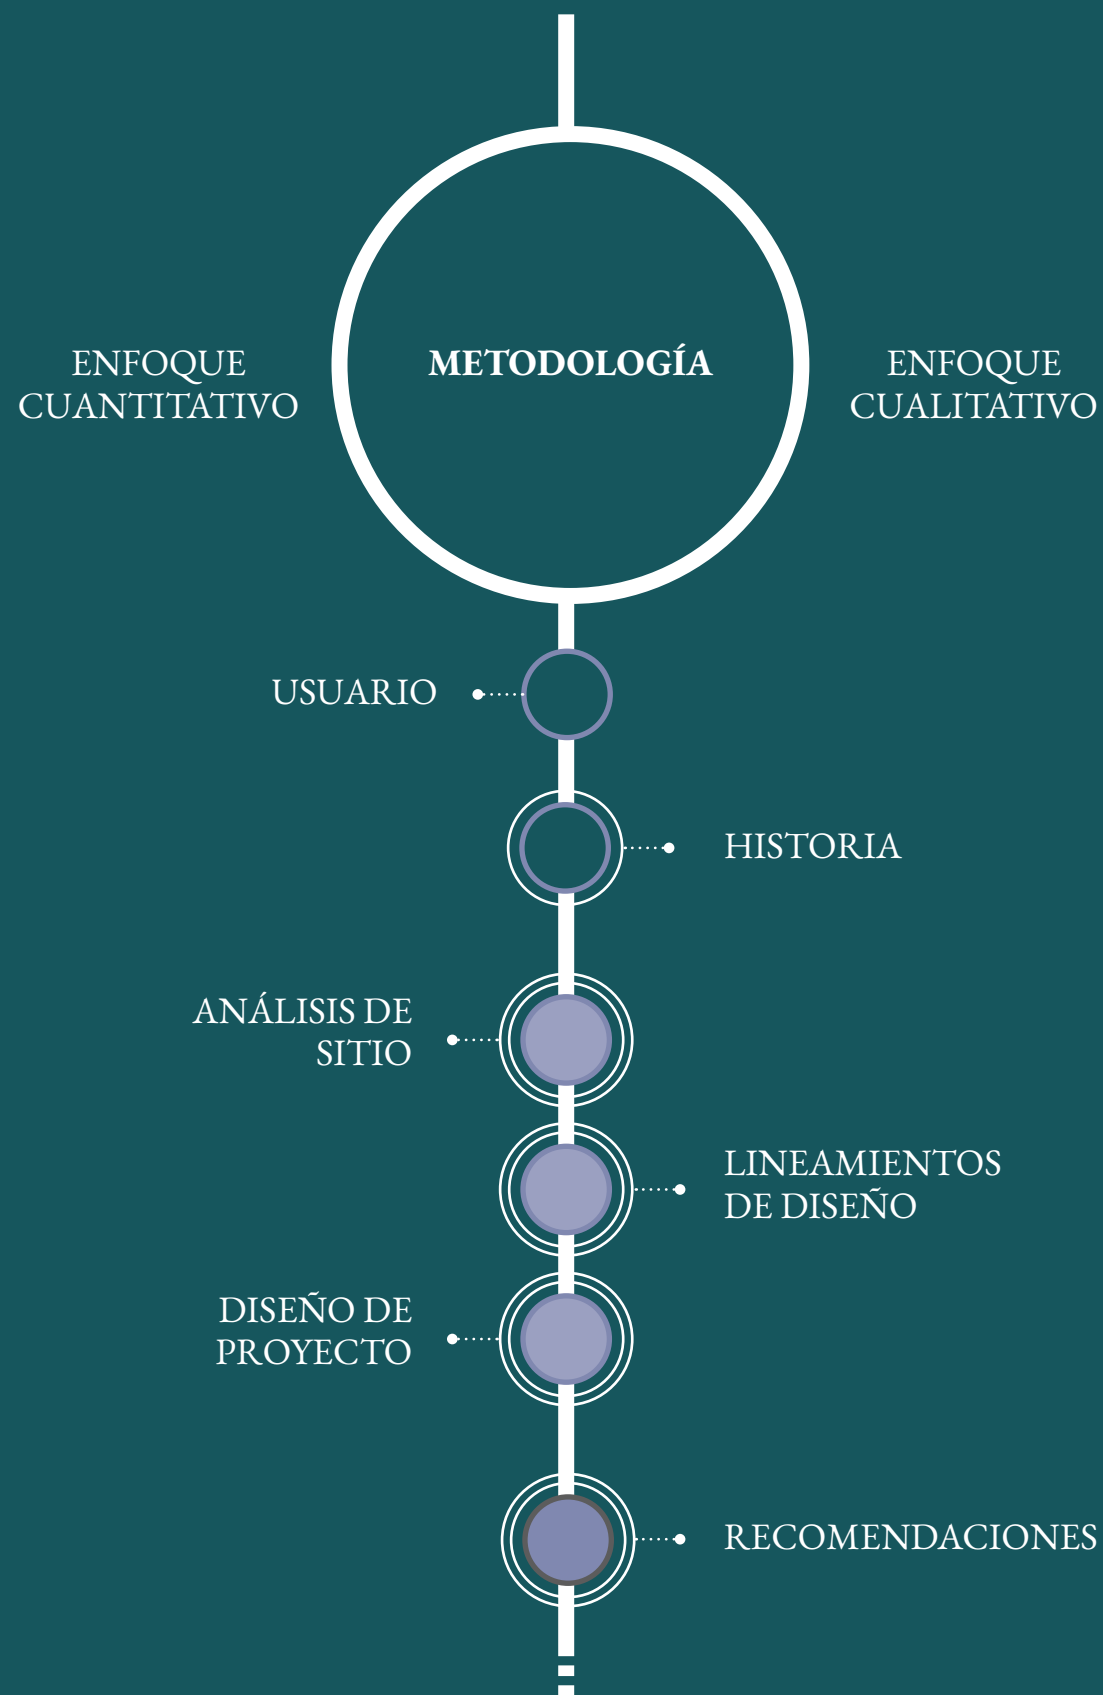 ENFOQUE
CUANTITATIVO
METODOLOGÍA
ENFOQUE
CUALITATIVO
USUARIO
HISTORIA
ANÁLISIS DE
SITIO
LINEAMIENTOS
DE DISEÑO
DISEÑO DE
PROYECTO
RECOMENDACIONES